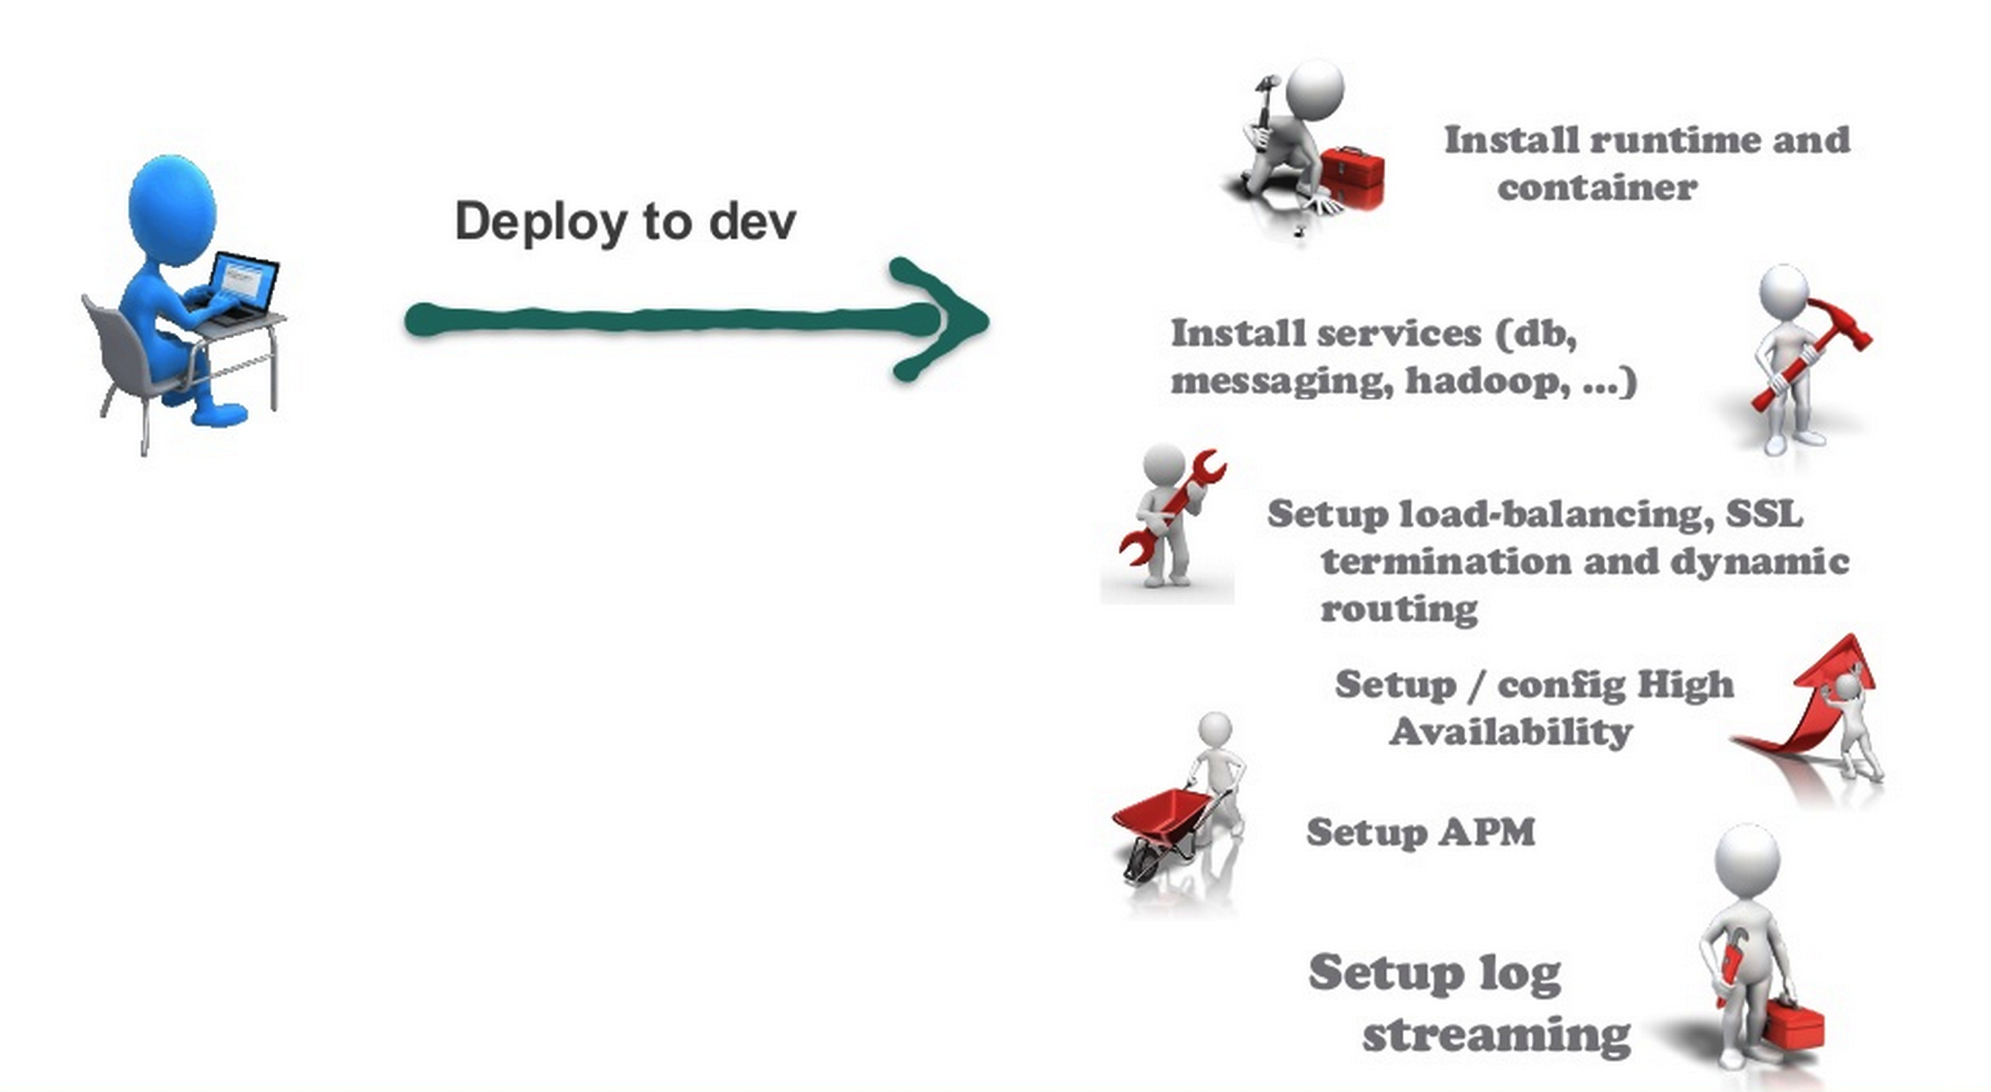 Deploy to dev
Install runtime and
container
Install services (db,
messaging, hadoop, ...)
Setup load-balancing, SSL
termination and dynamic
routing
Setup / config High
Availability
Setup APM
Setup log
streaming